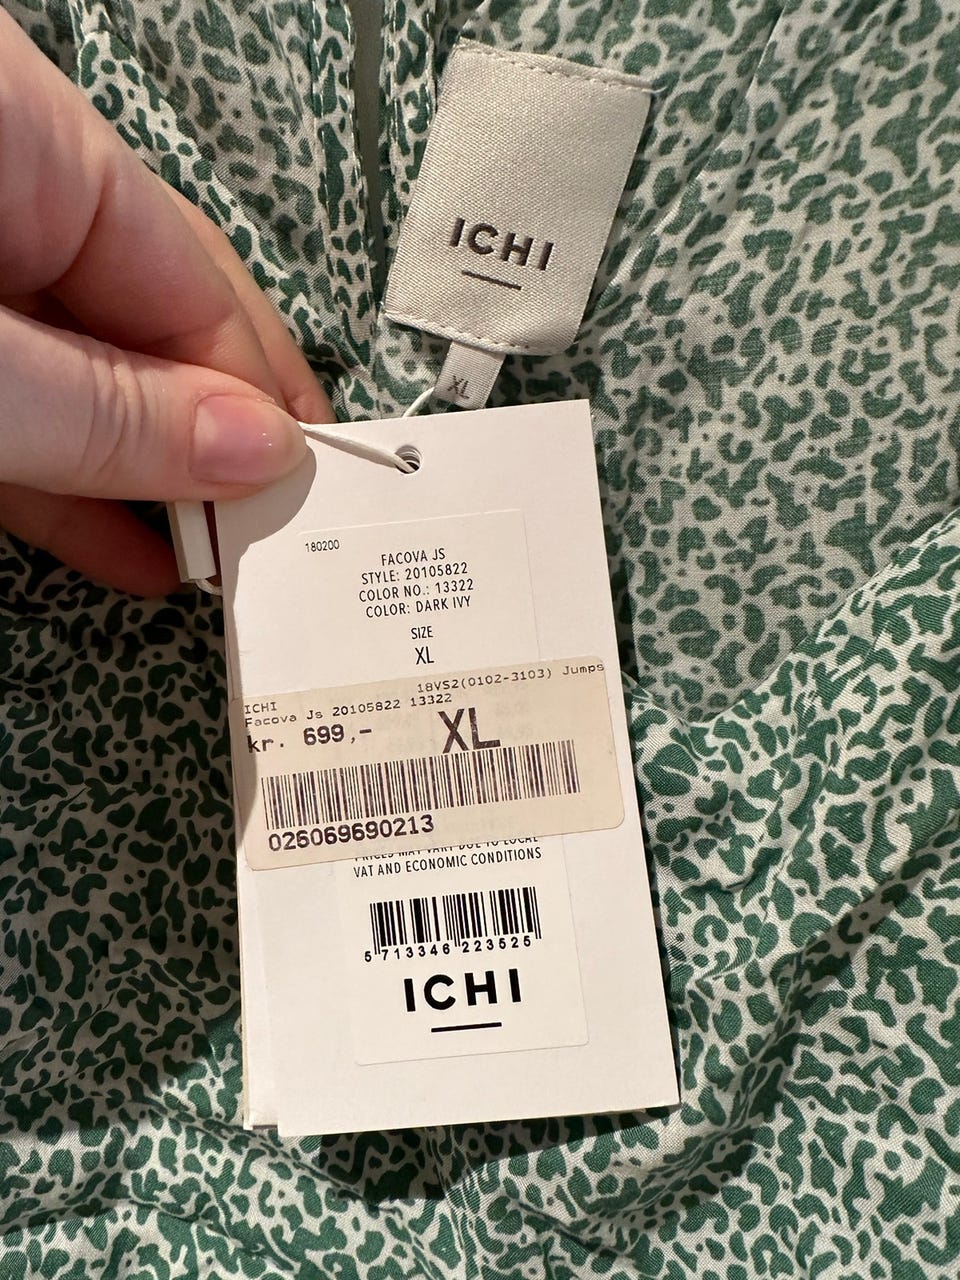 ICHI
XL
180200
FACOVA JS
STYLE: 20105822
COLOR NO.: 13322
COLOR: DARK IVY
SIZE
XL
18VS2(0102-3103) Jumps
ICHI
Facova Js 20105822 13322
kr. 699,- XL
026069690213
PRICES MAY VARY DUE TO LOCAL
VAT AND ECONOMIC CONDITIONS
5 713346 223525
ICHI